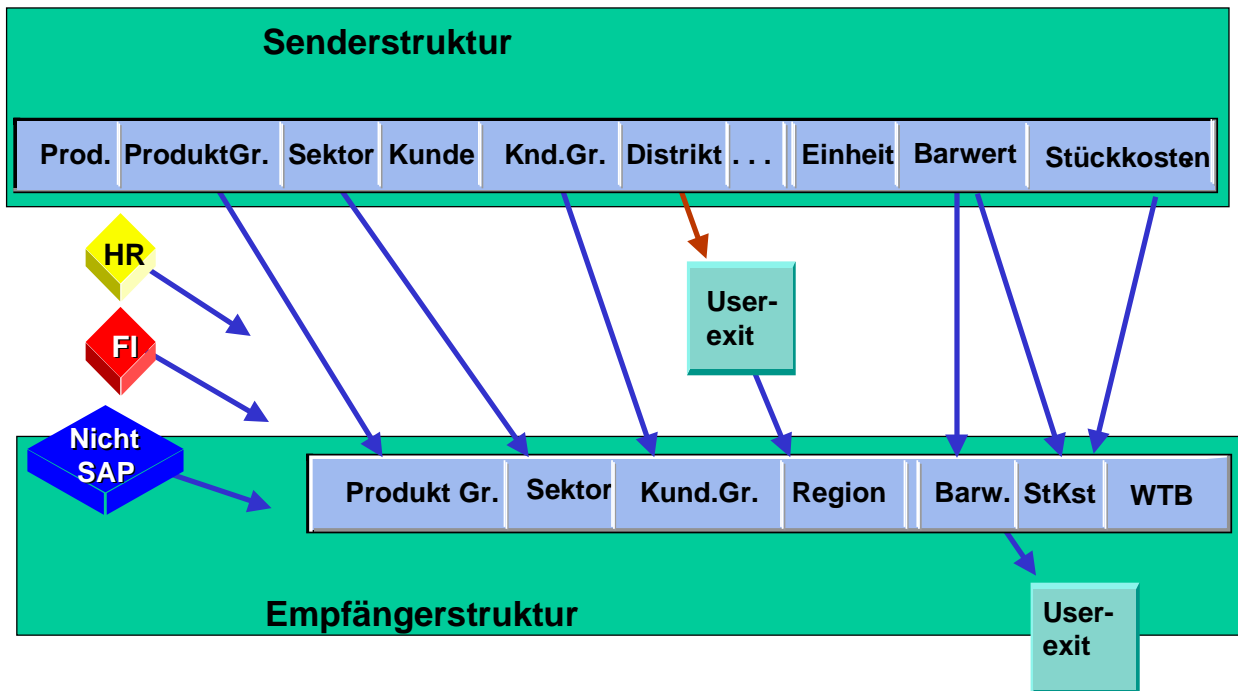 Senderstruktur
Prod. ProduktGr. Sektor Kunde Knd.Gr. Distrikt . . . Einheit Barwert Stückkosten
HR
User-
exit
FI
Nicht
SAP
Produkt Gr. Sektor Kund.Gr. Region Barw. StKst WTB
Empfängerstruktur
User-
exit